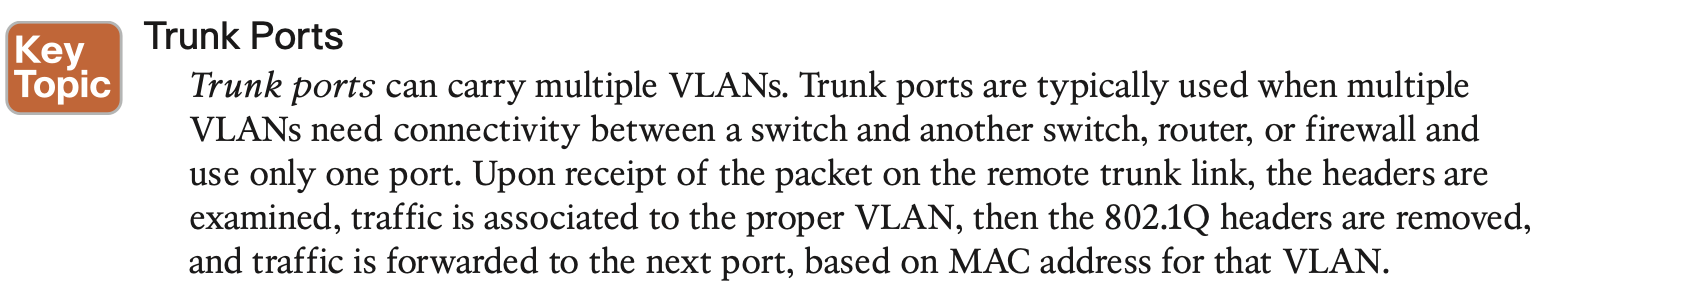 Key
Topic
Trunk Ports
Trunk ports can carry multiple VLANs. Trunk ports are typically used when multiple
VLANs need connectivity between a switch and another switch, router, or firewall and
use only one port. Upon receipt of the packet on the remote trunk link, the headers are
examined, traffic is associated to the proper VLAN, then the 802.1Q headers are removed,
and traffic is forwarded to the next port, based on MAC address for that VLAN.